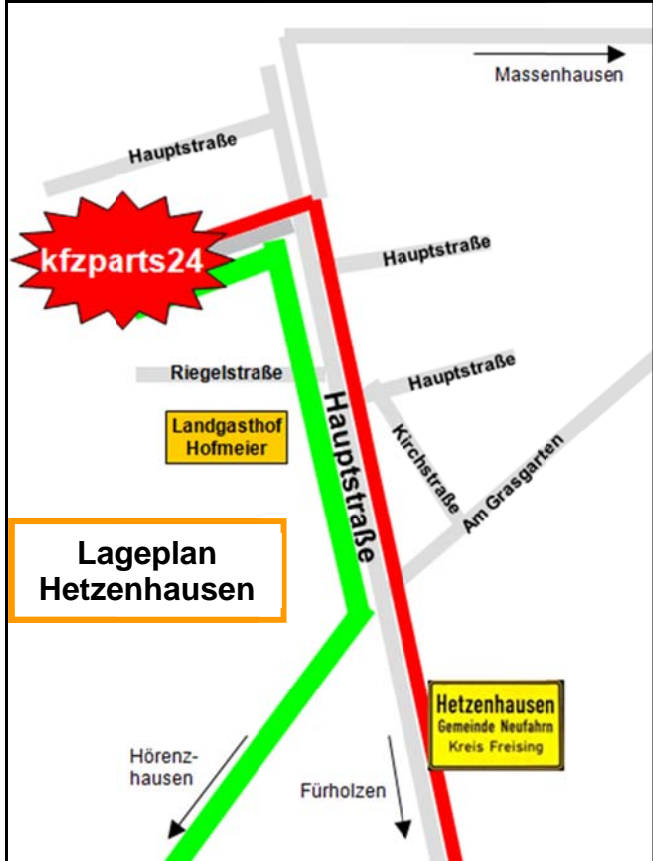 Massenhausen
Hauptstraße
kfzparts24
Hauptstraße
Riegelstraße
Hauptstraße
Landgasthof
Hofmeier
Hauptstraße
Kirchstraße
Am Grasgarten
Lageplan
Hetzenhausen
Hetzenhausen
Gemeinde Neufahrn
Kreis Freising
Hörenz-
hausen
Fürholzen